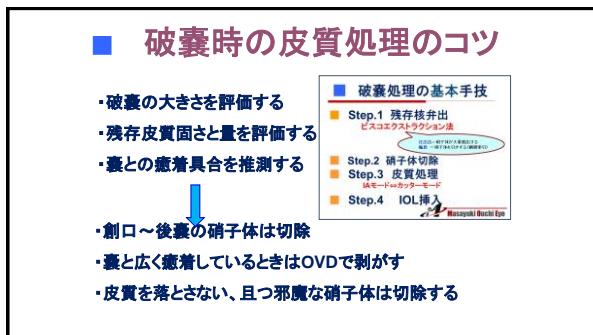 ■ 破嚢時の皮質処理のコツ
・破嚢の大きさを評価する
・残存皮質固さと量を評価する
・嚢との癒着具合を推測する
・創口～後嚢の硝子体は切除
・嚢と広く癒着しているときはOVDで剥がす
・皮質を落とさない、且つ邪魔な硝子体は切除する
■ 破嚢処理の基本手技
Step.1 残存核弁出
ビスコエクストラクション法
Step.2 硝子体切除
Step.3 皮質処理
IAモード⇔カッターモード
Step.4 IOL挿入
Masayuki Ouchi Eye